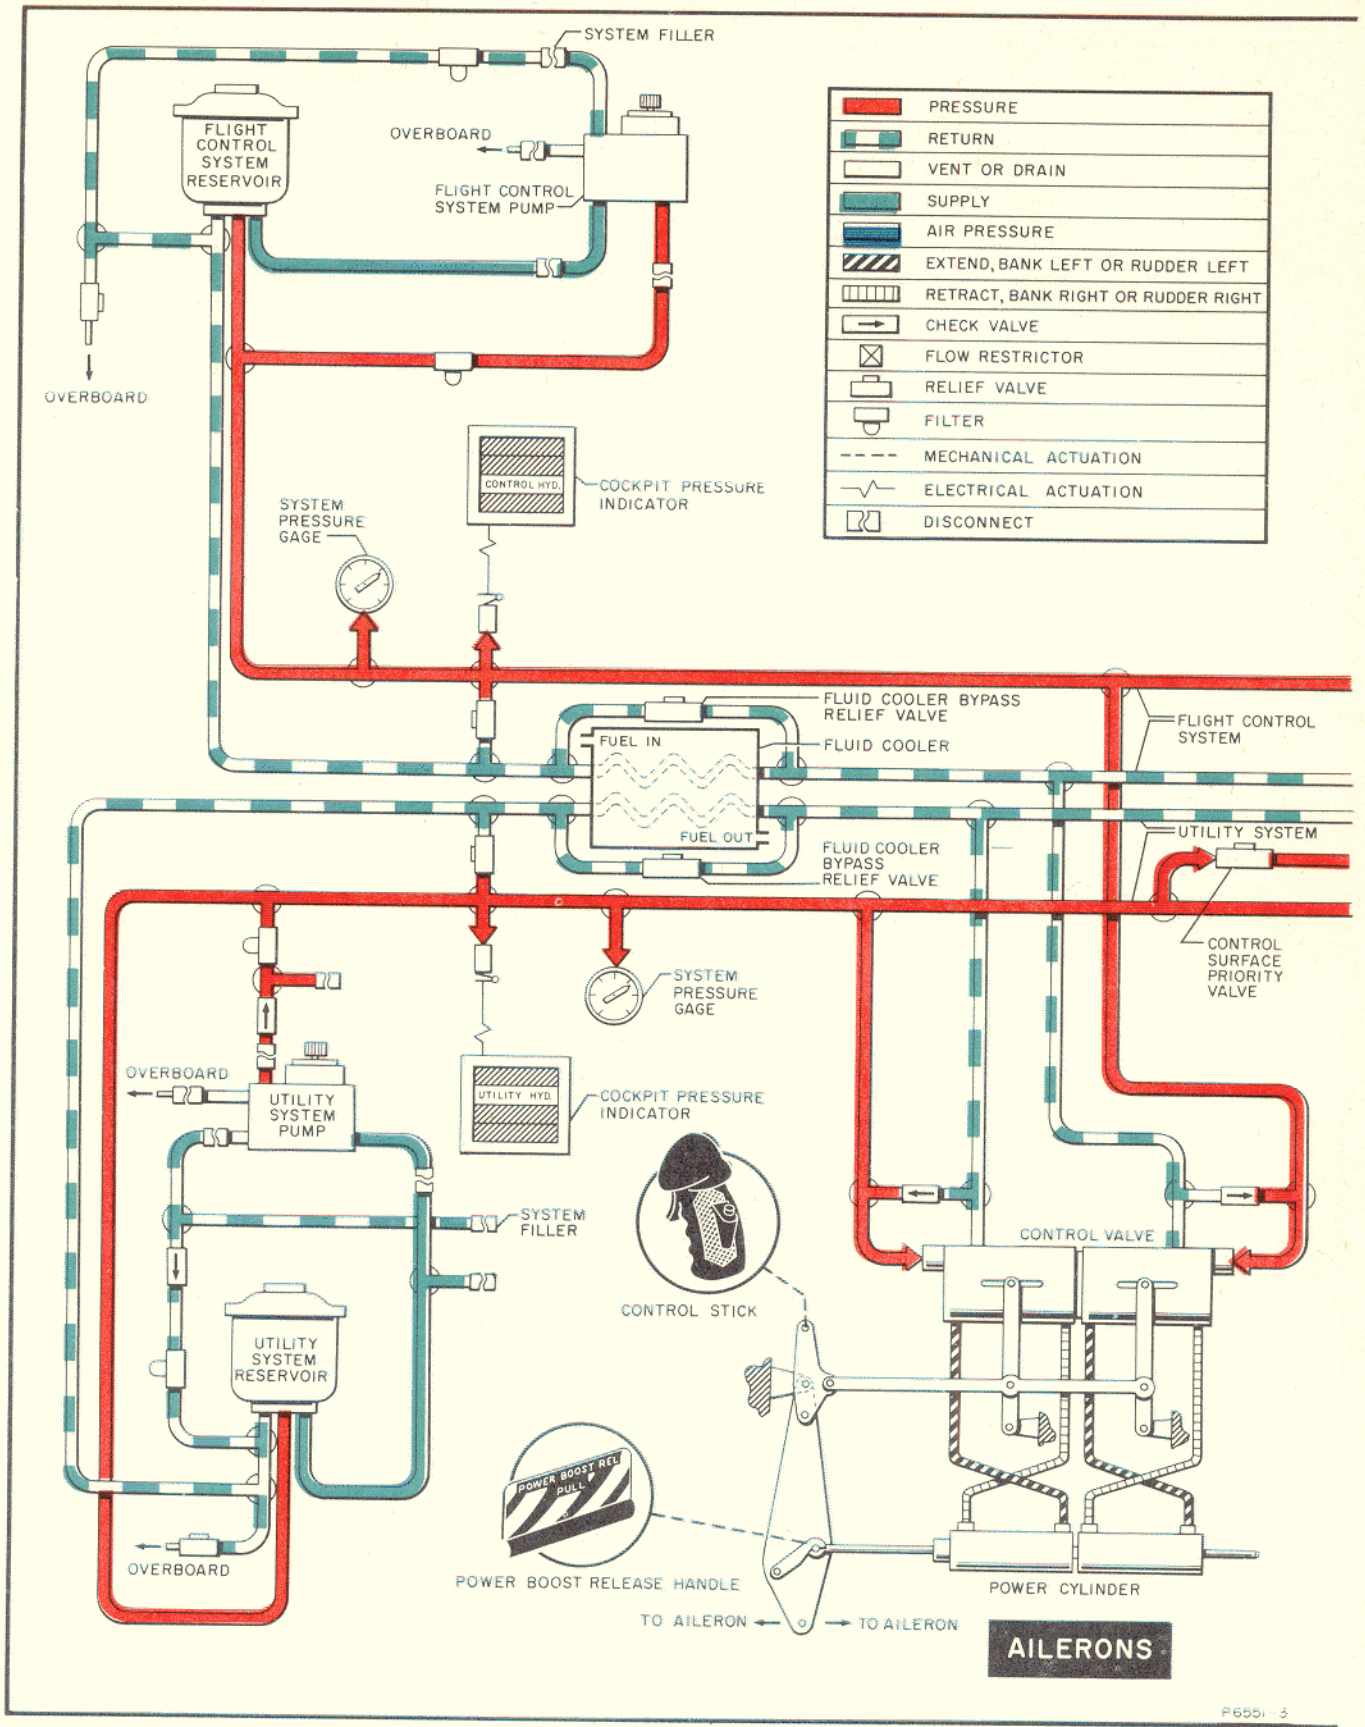 SYSTEM FILLER
FLIGHT
CONTROL
SYSTEM
RESERVOIR
OVERBOARD
FLIGHT CONTROL
SYSTEM PUMP
OVERBOARD
PRESSURE
RETURN
VENT OR DRAIN
SUPPLY
AIR PRESSURE
EXTEND, BANK LEFT OR RUDDER LEFT
RETRACT, BANK RIGHT OR RUDDER RIGHT
CHECK VALVE
FLOW RESTRICTOR
RELIEF VALVE
FILTER
MECHANICAL ACTUATION
ELECTRICAL ACTUATION
DISCONNECT
CONTROL HYD.
COCKPIT PRESSURE
INDICATOR
SYSTEM
PRESSURE
GAGE
FLUID COOLER BYPASS
RELIEF VALVE
FUEL IN
FLUID COOLER
FLIGHT CONTROL
SYSTEM
FUEL OUT
UTILITY SYSTEM
FLUID COOLER
BYPASS
RELIEF VALVE
CONTROL
SURFACE
PRIORITY
VALVE
SYSTEM
PRESSURE
GAGE
OVERBOARD
UTILITY
SYSTEM
PUMP
UTILITY HYD.
COCKPIT PRESSURE
INDICATOR
SYSTEM
FILLER
CONTROL VALVE
CONTROL STICK
UTILITY
SYSTEM
RESERVOIR
POWER BOOST REL
PULL
OVERBOARD
POWER BOOST RELEASE HANDLE
POWER CYLINDER
TO AILERON
TO AILERON
AILERONS
P6551-3